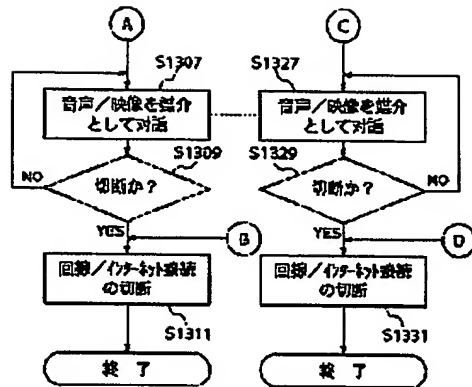 A
S1307
音声／映像を媒介
として対話
S1309
切断か？
NO
YES
B
回線／インターネット接続
の切断
S1311
終 了
C
S1327
音声／映像を媒介
として対話
S1329
切断か？
NO
YES
D
回線／インターネット接続
の切断
S1331
終 了